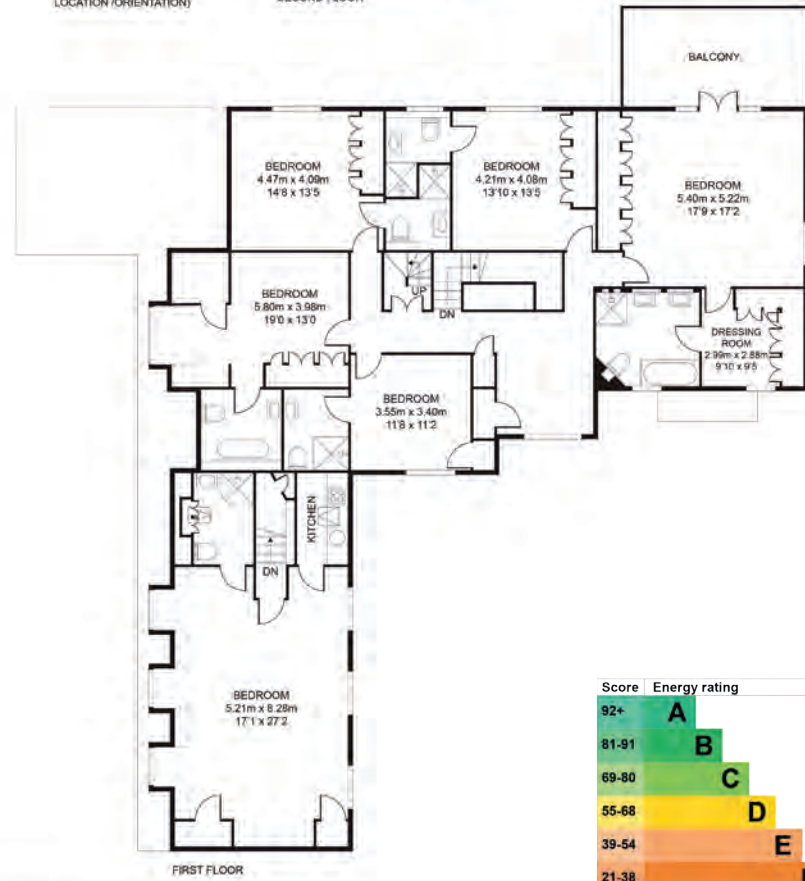 LOCATION /ORIENTATION)
BALCONY
BEDROOM
4.47m x 4.09m
14'8 x 13'5
BEDROOM
4.21m x 4.08m
13'10 x 13'5
BEDROOM
5.40m x 5.22m
17'9 x 17'2
BEDROOM
5.80m x 3.98m
19'0 x 13'0
UP
DN
DRESSING
ROOM
2.99m x 2.88m
9'10 x 9'5
BEDROOM
3.55m x 3.40m
11'8 x 11'2
KITCHEN
DN
BEDROOM
5.21m x 8.28m
17'1 x 27'2
FIRST FLOOR
Score Energy rating
92+ A
81-91 B
69-80 C
55-68 D
39-54 E
21-38